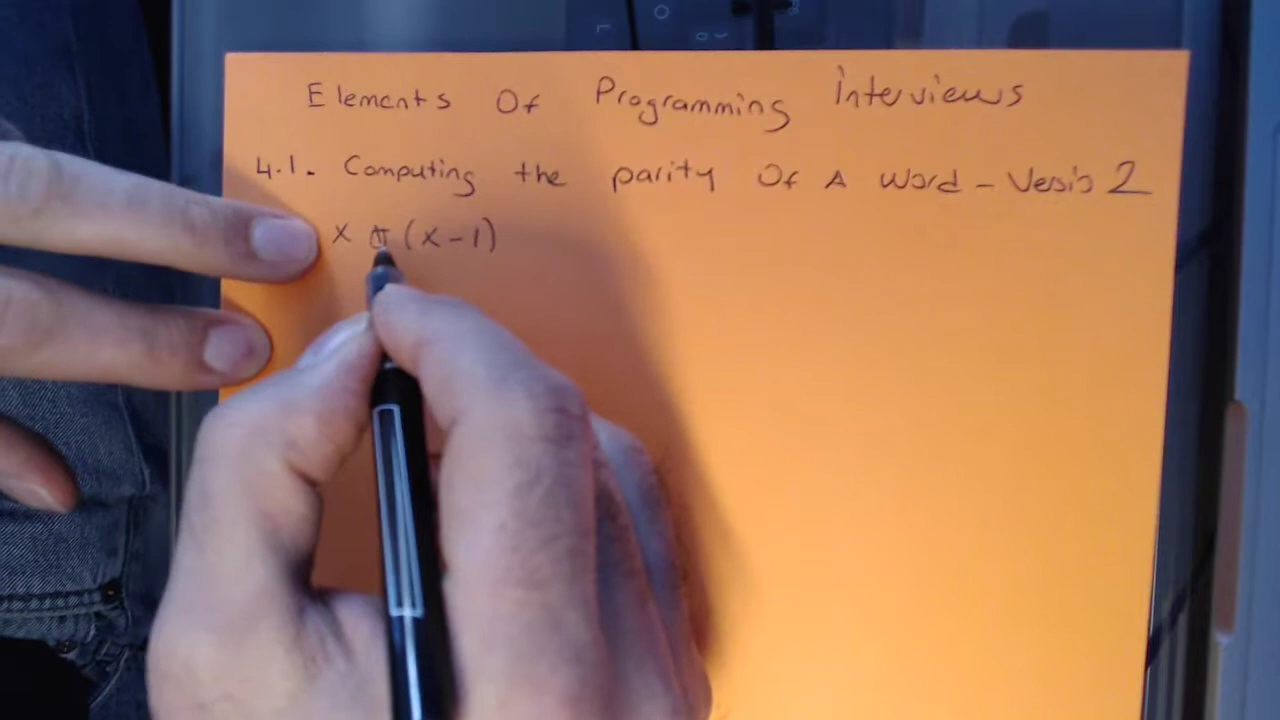 Elements Of Programming Interviews
4.1. Computing the parity Of A Word - Versio 2
x (x-1)